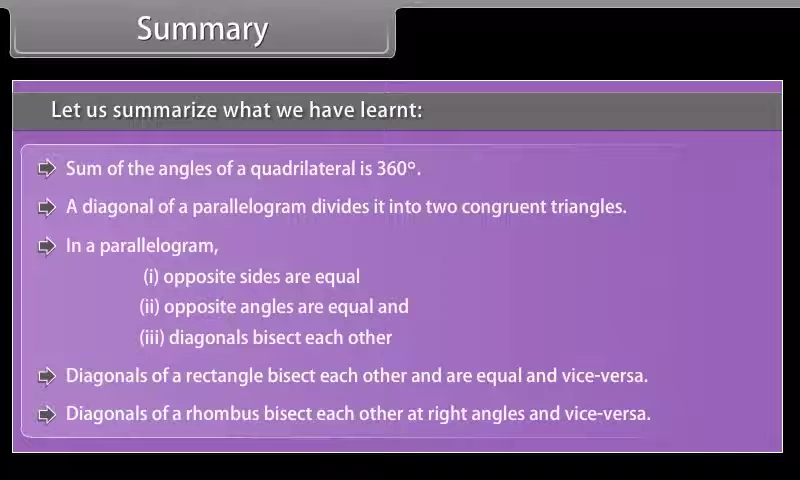 Summary
Let us summarize what we have learnt:
Sum of the angles of a quadrilateral is 360º.
A diagonal of a parallelogram divides it into two congruent triangles.
In a parallelogram,
(i) opposite sides are equal
(ii) opposite angles are equal and
(iii) diagonals bisect each other
Diagonals of a rectangle bisect each other and are equal and vice-versa.
Diagonals of a rhombus bisect each other at right angles and vice-versa.